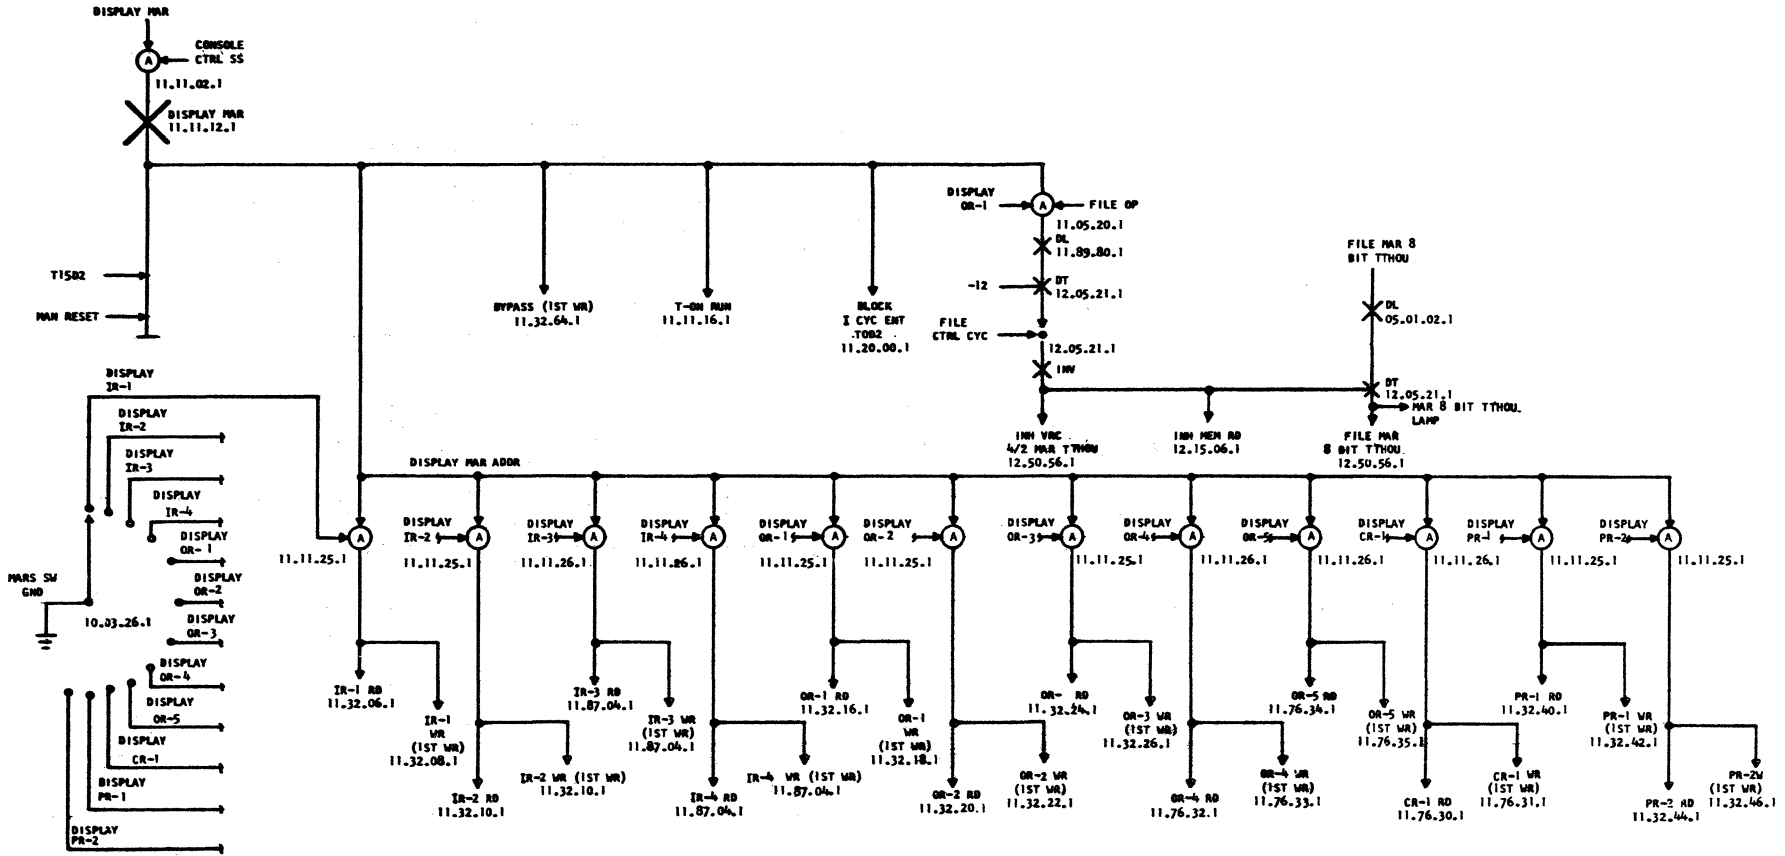 DISPLAY MAR
CONSOLE
CTRL SS
A
11.11.02.1
DISPLAY MAR
11.11.12.1
T15D2
MAN RESET
BYPASS (1ST WR)
11.32.64.1
T-ON RUN
11.11.16.1
BLOCK
I CYC ENT
TOB2
11.20.00.1
DISPLAY
OR-1
A
FILE OP
11.05.20.1
DL
11.89.80.1
-12
DT
12.05.21.1
FILE
CTRL CYC
12.05.21.1
INV
FILE MAR 8
BIT TTHOU
DL
05.01.02.1
DT
12.05.21.1
MAR 8 BIT TTHOU.
LAMP
INH VRC
4/2 MAR TTHOU
12.50.56.1
INH MEM RD
12.15.06.1
FILE MAR
8 BIT TTHOU
12.50.56.1
DISPLAY
IR-1
DISPLAY
IR-2
DISPLAY
IR-3
DISPLAY
IR-4
DISPLAY
OR-1
DISPLAY
OR-2
DISPLAY
OR-3
DISPLAY
OR-4
DISPLAY
OR-5
DISPLAY
CR-1
DISPLAY
PR-1
DISPLAY
PR-2
MARS SW
GND
10.03.26.1
DISPLAY MAR ADDR
A
11.11.25.1
DISPLAY
IR-2
A
11.11.25.1
DISPLAY
IR-3
A
11.11.26.1
DISPLAY
IR-4
A
11.11.26.1
DISPLAY
OR-1
A
11.11.25.1
DISPLAY
OR-2
A
11.11.25.1
DISPLAY
OR-3
A
11.11.25.1
DISPLAY
OR-4
A
11.11.26.1
DISPLAY
OR-5
A
11.11.26.1
DISPLAY
CR-1
A
11.11.26.1
DISPLAY
PR-1
A
11.11.25.1
DISPLAY
PR-2
A
11.11.25.1
IR-1 RD
11.32.06.1
IR-1
WR
(1ST WR)
11.32.08.1
IR-2 RD
11.32.10.1
IR-2 WR (1ST WR)
11.32.10.1
IR-3 RD
11.87.04.1
IR-3 WR
(1ST WR)
11.87.04.1
IR-4 RD
11.87.04.1
IR-4 WR (1ST WR)
11.87.04.1
OR-1 RD
11.32.16.1
OR-1
WR
(1ST WR)
11.32.18.1
OR-2 RD
11.32.20.1
OR-2 WR
(1ST WR)
11.32.22.1
OR- RD
11.32.24.1
OR-3 WR
(1ST WR)
11.32.26.1
OR-4 RD
11.76.32.1
OR-4 WR
(1ST WR)
11.76.33.1
OR-5 RD
11.76.34.1
OR-5 WR
(1ST WR)
11.76.35.1
CR-1 RD
11.76.30.1
CR-1 WR
(1ST WR)
11.76.31.1
PR-1 RD
11.32.40.1
PR-1 WR
(1ST WR)
11.32.42.1
PR-2 RD
11.32.44.1
PR-2W
(1ST WR)
11.32.46.1